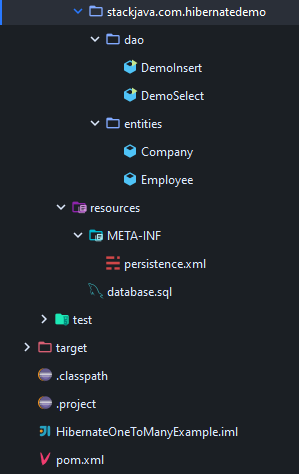 stackjava.com.hibernatedemo
dao
DemoInsert
DemoSelect
entities
Company
Employee
resources
META-INF
persistence.xml
database.sql
test
target
.classpath
.project
HibernateOneToManyExample.iml
pom.xml